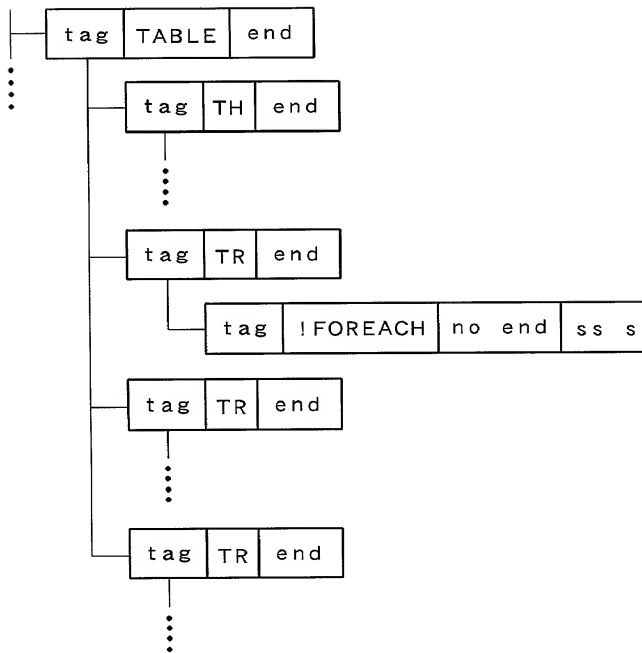 tag TABLE end
tag TH end
tag TR end
tag !FOREACH no end ss s
tag TR end
tag TR end